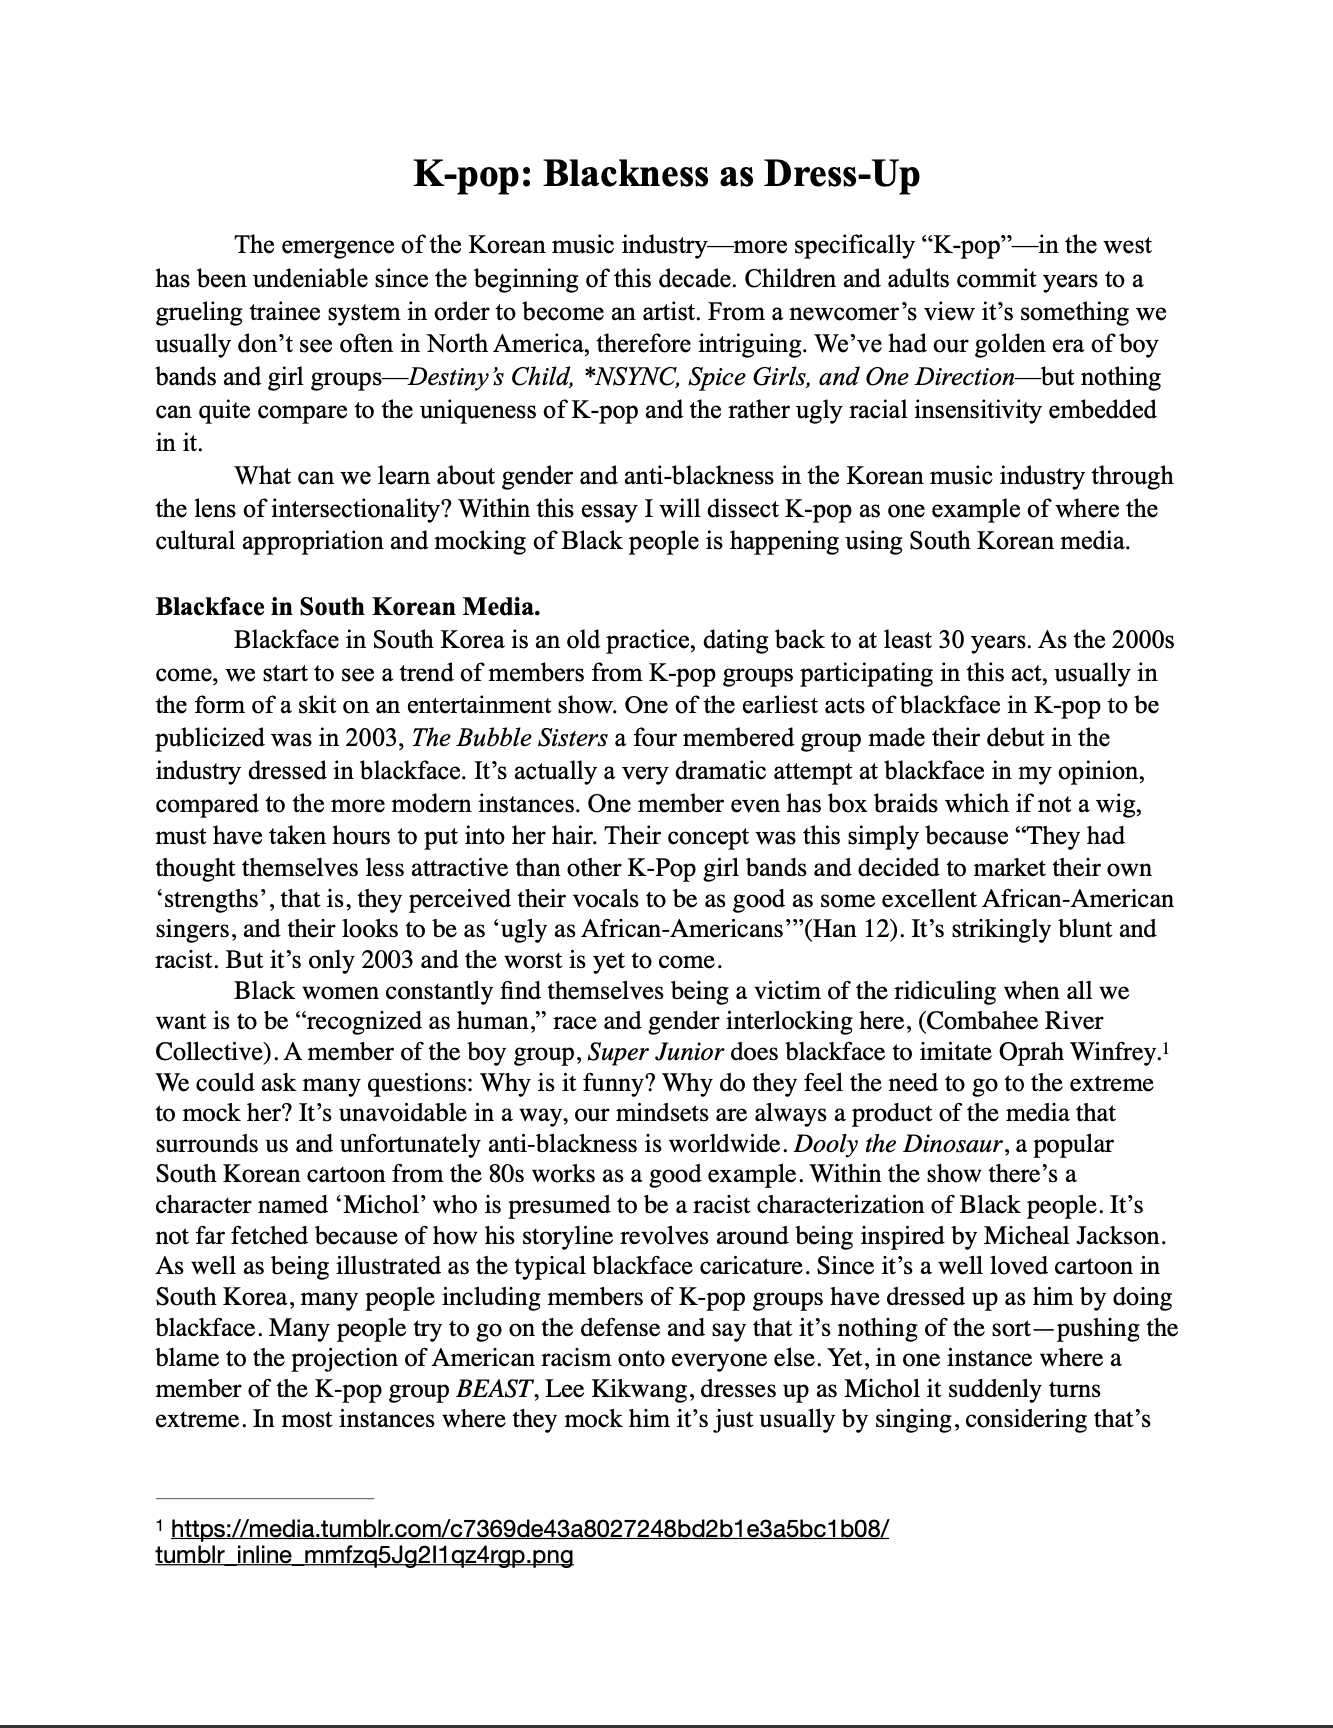 K-pop: Blackness as Dress-Up
The emergence of the Korean music industry—more specifically “K-pop”—in the west
has been undeniable since the beginning of this decade. Children and adults commit years to a
grueling trainee system in order to become an artist. From a newcomer’s view it’s something we
usually don’t see often in North America, therefore intriguing. We’ve had our golden era of boy
bands and girl groups—Destiny’s Child, *NSYNC, Spice Girls, and One Direction—but nothing
can quite compare to the uniqueness of K-pop and the rather ugly racial insensitivity embedded
in it.
What can we learn about gender and anti-blackness in the Korean music industry through
the lens of intersectionality? Within this essay I will dissect K-pop as one example of where the
cultural appropriation and mocking of Black people is happening using South Korean media.
Blackface in South Korean Media.
Blackface in South Korea is an old practice, dating back to at least 30 years. As the 2000s
come, we start to see a trend of members from K-pop groups participating in this act, usually in
the form of a skit on an entertainment show. One of the earliest acts of blackface in K-pop to be
publicized was in 2003, The Bubble Sisters a four membered group made their debut in the
industry dressed in blackface. It’s actually a very dramatic attempt at blackface in my opinion,
compared to the more modern instances. One member even has box braids which if not a wig,
must have taken hours to put into her hair. Their concept was this simply because “They had
thought themselves less attractive than other K-Pop girl bands and decided to market their own
‘strengths’, that is, they perceived their vocals to be as good as some excellent African-American
singers, and their looks to be as ‘ugly as African-Americans’”(Han 12). It’s strikingly blunt and
racist. But it’s only 2003 and the worst is yet to come.
Black women constantly find themselves being a victim of the ridiculing when all we
want is to be “recognized as human,” race and gender interlocking here, (Combahee River
Collective). A member of the boy group, Super Junior does blackface to imitate Oprah Winfrey.¹
We could ask many questions: Why is it funny? Why do they feel the need to go to the extreme
to mock her? It’s unavoidable in a way, our mindsets are always a product of the media that
surrounds us and unfortunately anti-blackness is worldwide. Dooly the Dinosaur, a popular
South Korean cartoon from the 80s works as a good example. Within the show there’s a
character named ‘Michol’ who is presumed to be a racist characterization of Black people. It’s
not far fetched because of how his storyline revolves around being inspired by Micheal Jackson.
As well as being illustrated as the typical blackface caricature. Since it’s a well loved cartoon in
South Korea, many people including members of K-pop groups have dressed up as him by doing
blackface. Many people try to go on the defense and say that it’s nothing of the sort—pushing the
blame to the projection of American racism onto everyone else. Yet, in one instance where a
member of the K-pop group BEAST, Lee Kikwang, dresses up as Michol it suddenly turns
extreme. In most instances where they mock him it’s just usually by singing, considering that’s
¹ https://media.tumblr.com/c7369de43a8027248bd2b1e3a5bc1b08/
tumblr_inline_mmfzq5Jg2l1qz4rgp.png